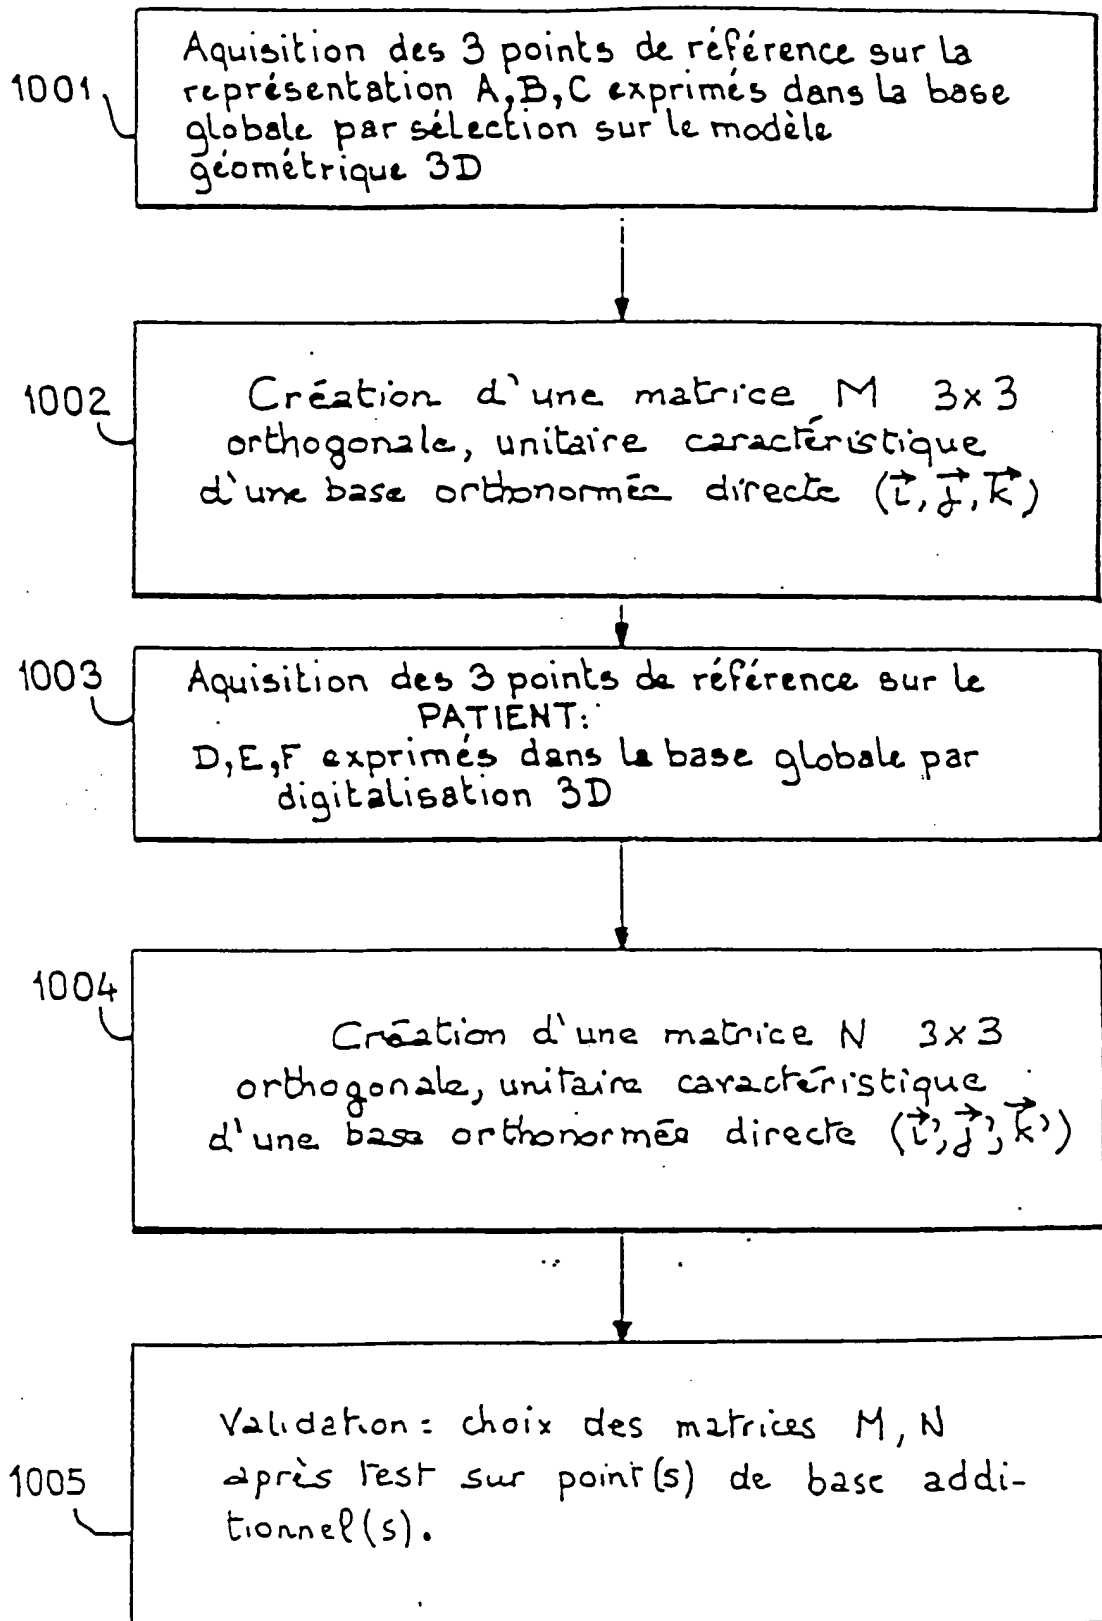 1001
Aquisition des 3 points de référence sur la
représentation A,B,C exprimés dans la base
globale par sélection sur le modèle
géométrique 3D
1002
Création d'une matrice M 3x3
orthogonale, unitaire caractéristique
d'une base orthonormée directe (i⃗, j⃗, k⃗)
1003
Aquisition des 3 points de référence sur le
PATIENT:
D,E,F exprimés dans la base globale par
digitalisation 3D
1004
Création d'une matrice N 3x3
orthogonale, unitaire caractéristique
d'une base orthonormée directe (i⃗', j⃗', k⃗')
1005
Validation: choix des matrices M, N
après test sur point(s) de base addi-
tionnel(s).